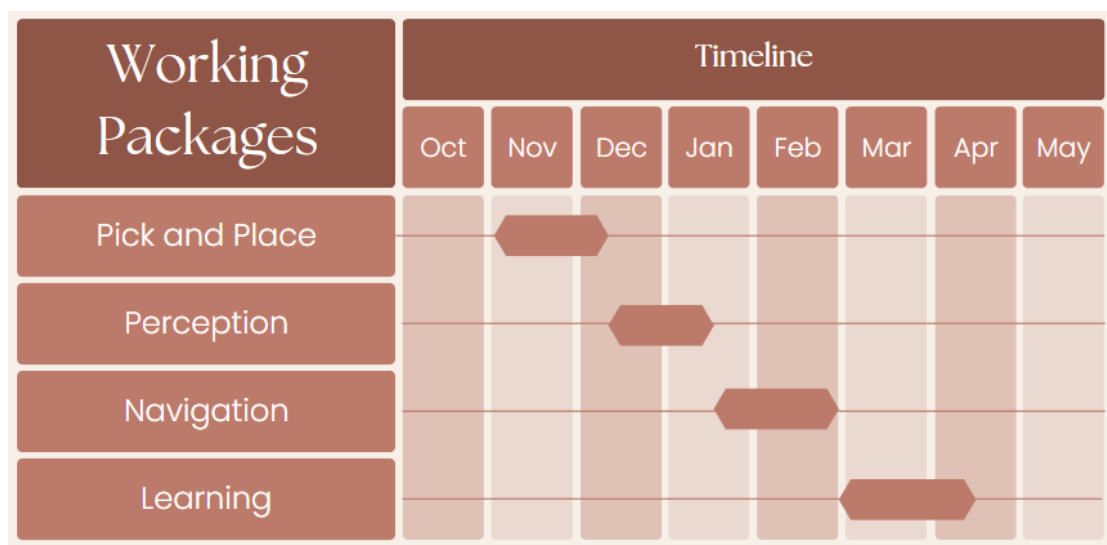 Working
Packages
Timeline
Oct Nov Dec Jan Feb Mar Apr May
Pick and Place
Perception
Navigation
Learning